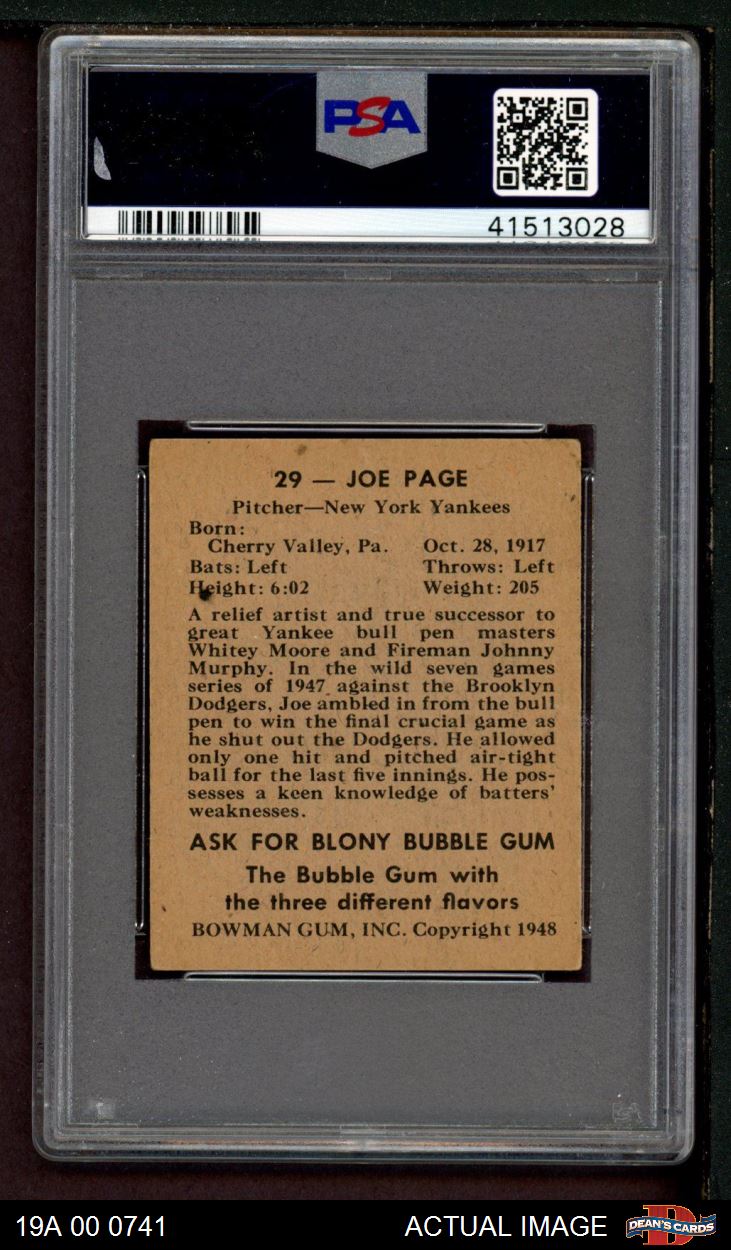 PSA
41513028
29 — JOE PAGE
Pitcher—New York Yankees
Born:
Cherry Valley, Pa. Oct. 28, 1917
Bats: Left Throws: Left
Height: 6:02 Weight: 205
A relief artist and true successor to
great Yankee bull pen masters
Whitey Moore and Fireman Johnny
Murphy. In the wild seven games
series of 1947 against the Brooklyn
Dodgers, Joe ambled in from the bull
pen to win the final crucial game as
he shut out the Dodgers. He allowed
only one hit and pitched air-tight
ball for the last five innings. He pos-
sesses a keen knowledge of batters'
weaknesses.
ASK FOR BLONY BUBBLE GUM
The Bubble Gum with
the three different flavors
BOWMAN GUM, INC. Copyright 1948
PSA
19A 00 0741 ACTUAL IMAGE DEAN'S CARDS